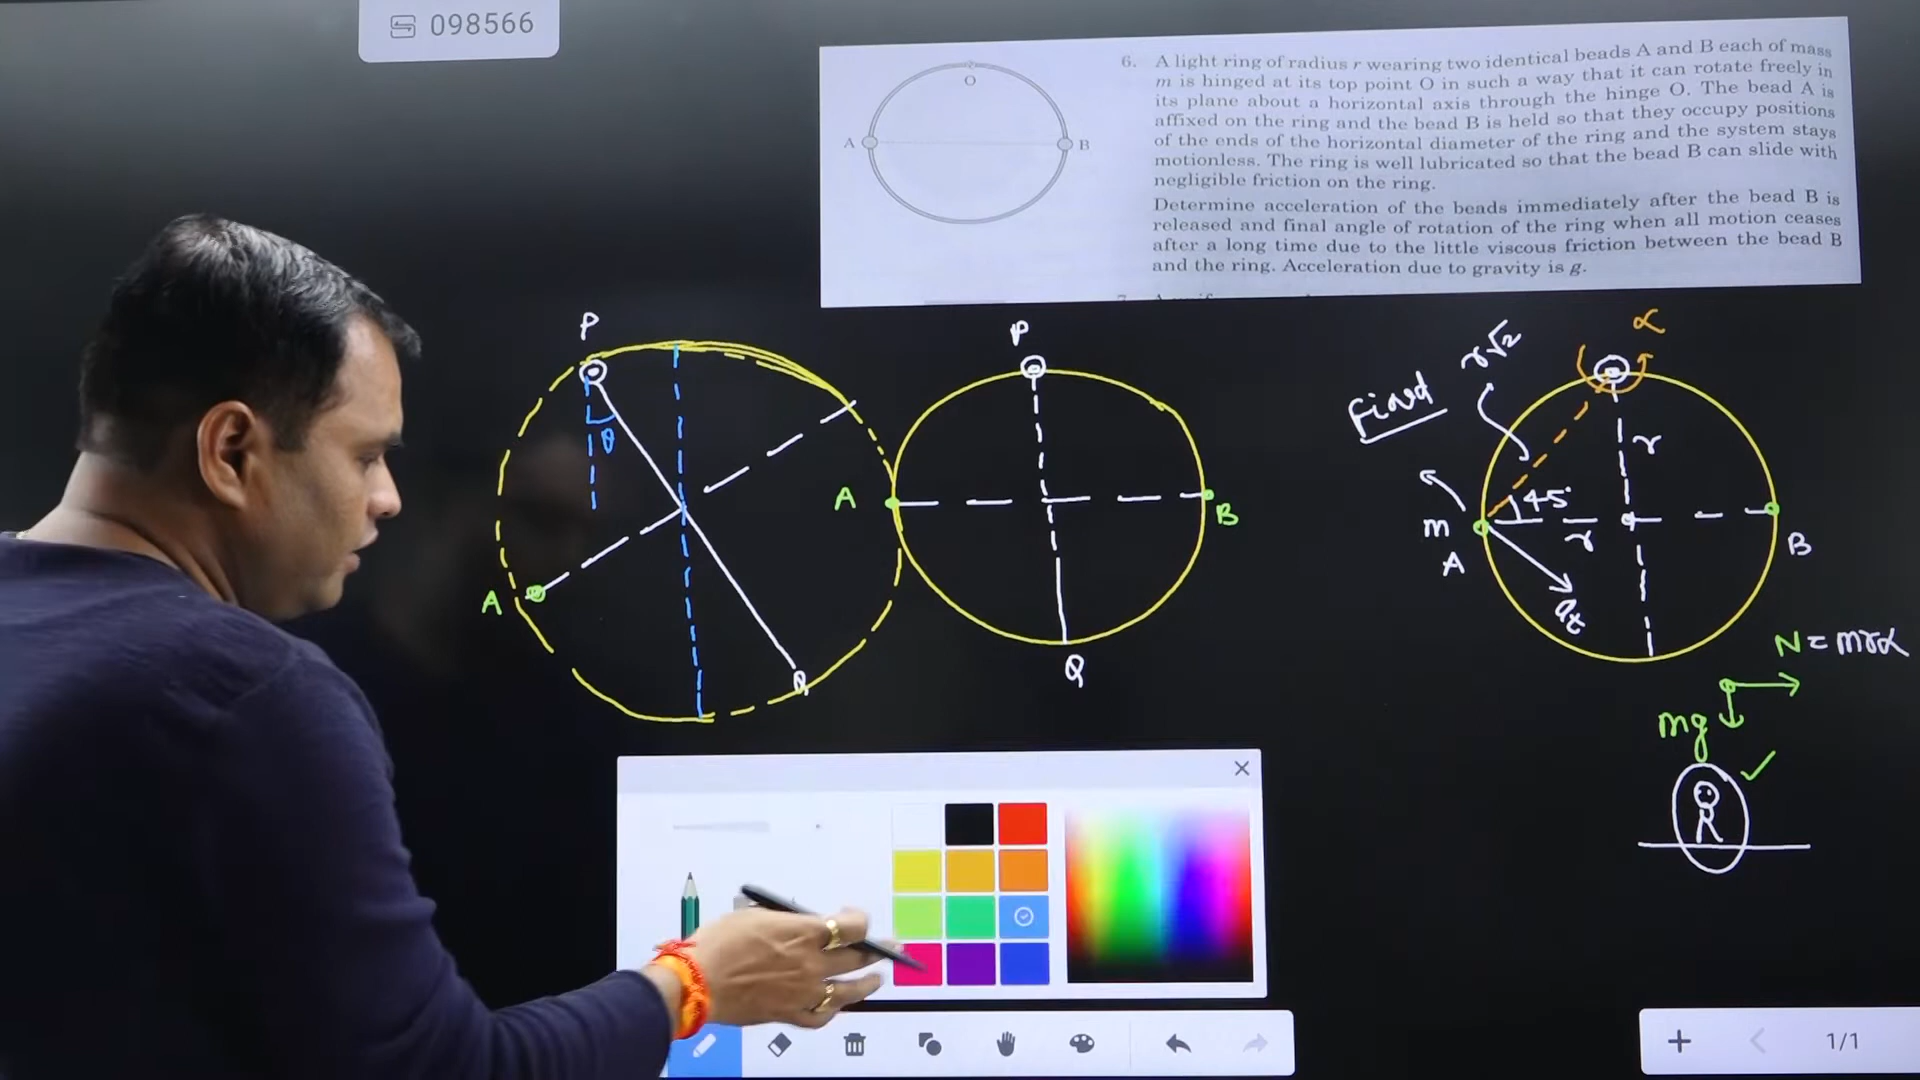 098566
6. A light ring of radius r wearing two identical beads A and B each of mass
m is hinged at its top point O in such a way that it can rotate freely in
its plane about a horizontal axis through the hinge O. The bead A is
affixed on the ring and the bead B is held so that they occupy positions
of the ends of the horizontal diameter of the ring and the system stays
motionless. The ring is well lubricated so that the bead B can slide with
negligible friction on the ring.
Determine acceleration of the beads immediately after the bead B is
released and final angle of rotation of the ring when all motion ceases
after a long time due to the little viscous friction between the bead B
and the ring. Acceleration due to gravity is g.
O
A
B
P
θ
A
Q
P
A
B
Q
α
r√2
Find
r
45°
m
r
A
B
at
N = mrα
mg
1/1